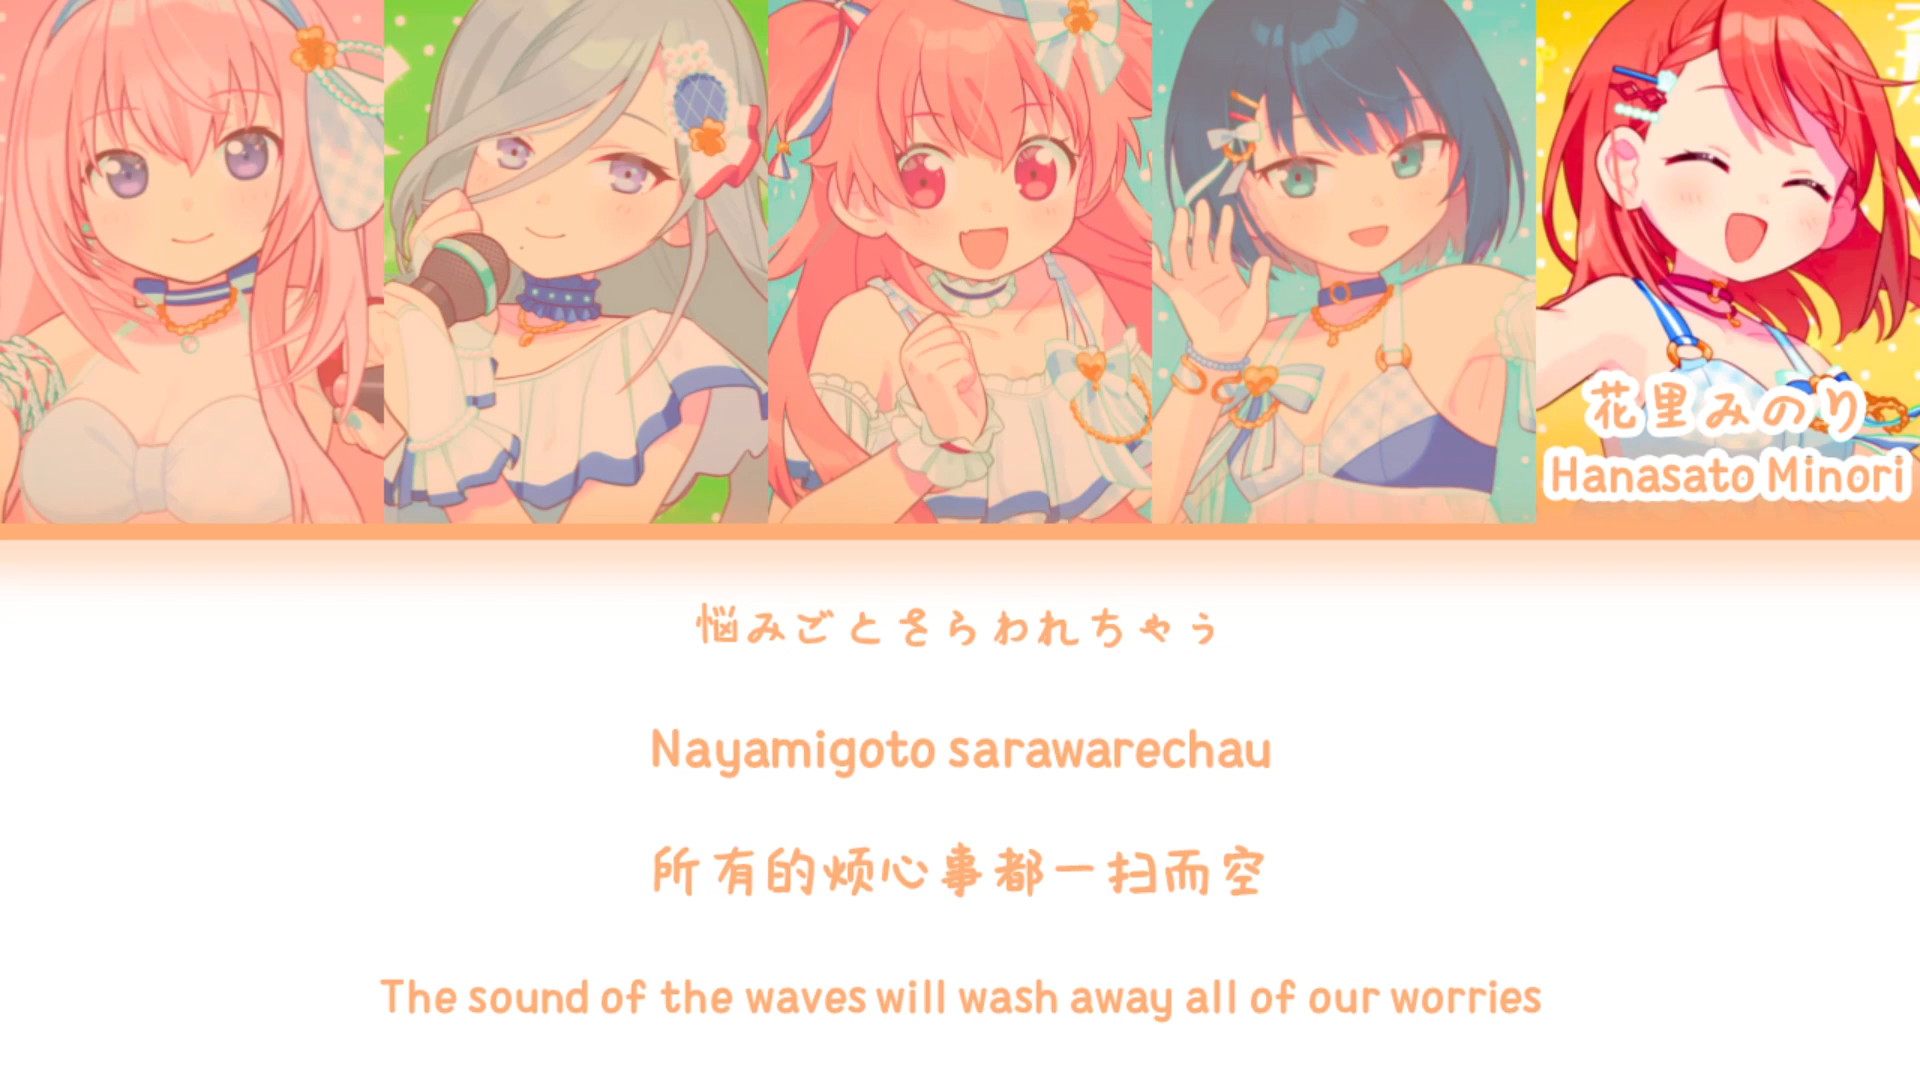 花里みのり
Hanasato Minori
悩みごとさらわれちゃぅ
Nayamigoto sarawarechau
所有的烦心事都一扫而空
The sound of the waves will wash away all of our worries